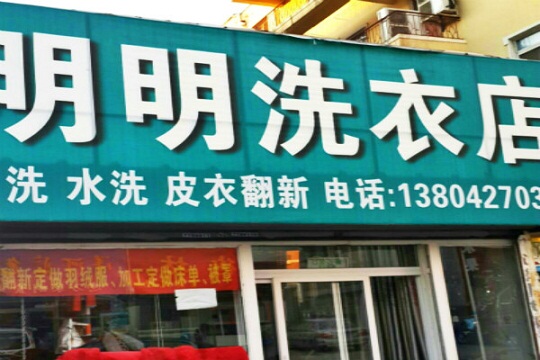 明明洗衣店
洗 水洗 皮衣翻新 电话:138042703
翻新定做羽绒服、加工定做床单、被罩